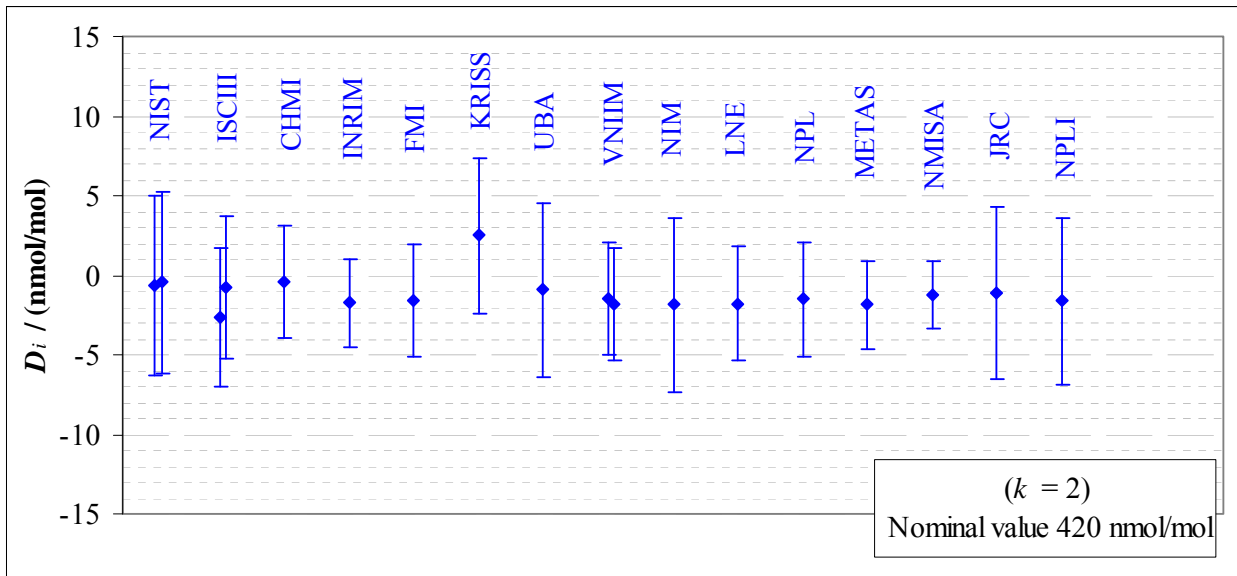 15
10
5
0
-5
-10
-15
D i / (nmol/mol)
NIST
ISCIII
CHMI
INRIM
FMI
KRISS
UBA
VNIIM
NIM
LNE
NPL
METAS
NMISA
JRC
NPLI
(k = 2)
Nominal value 420 nmol/mol